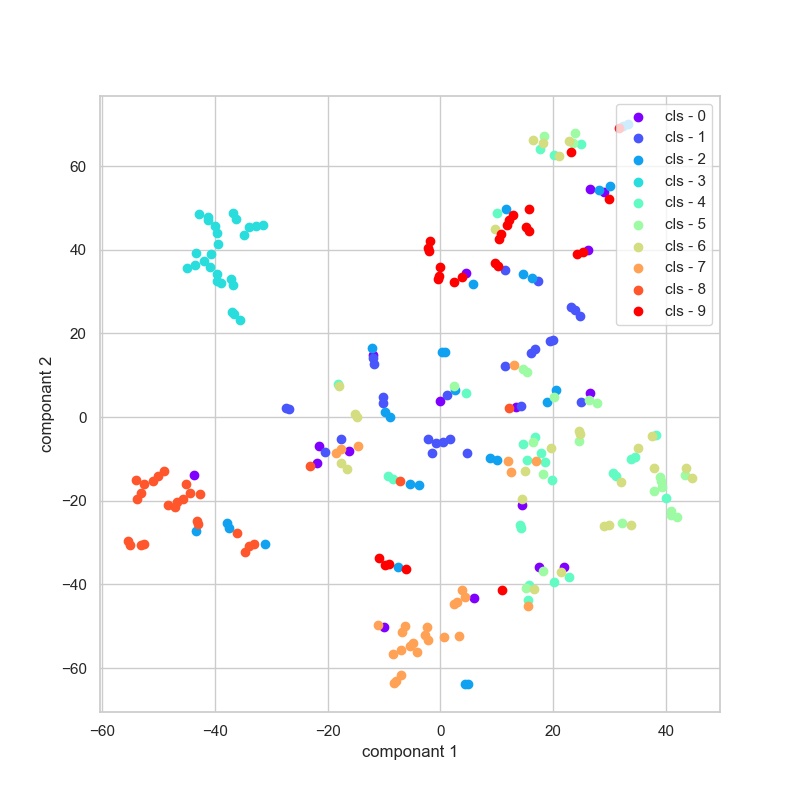 cls - 0
cls - 1
cls - 2
cls - 3
cls - 4
cls - 5
cls - 6
cls - 7
cls - 8
cls - 9
60
40
20
0
−20
−40
−60
componant 2
−60 −40 −20 0 20 40
componant 1